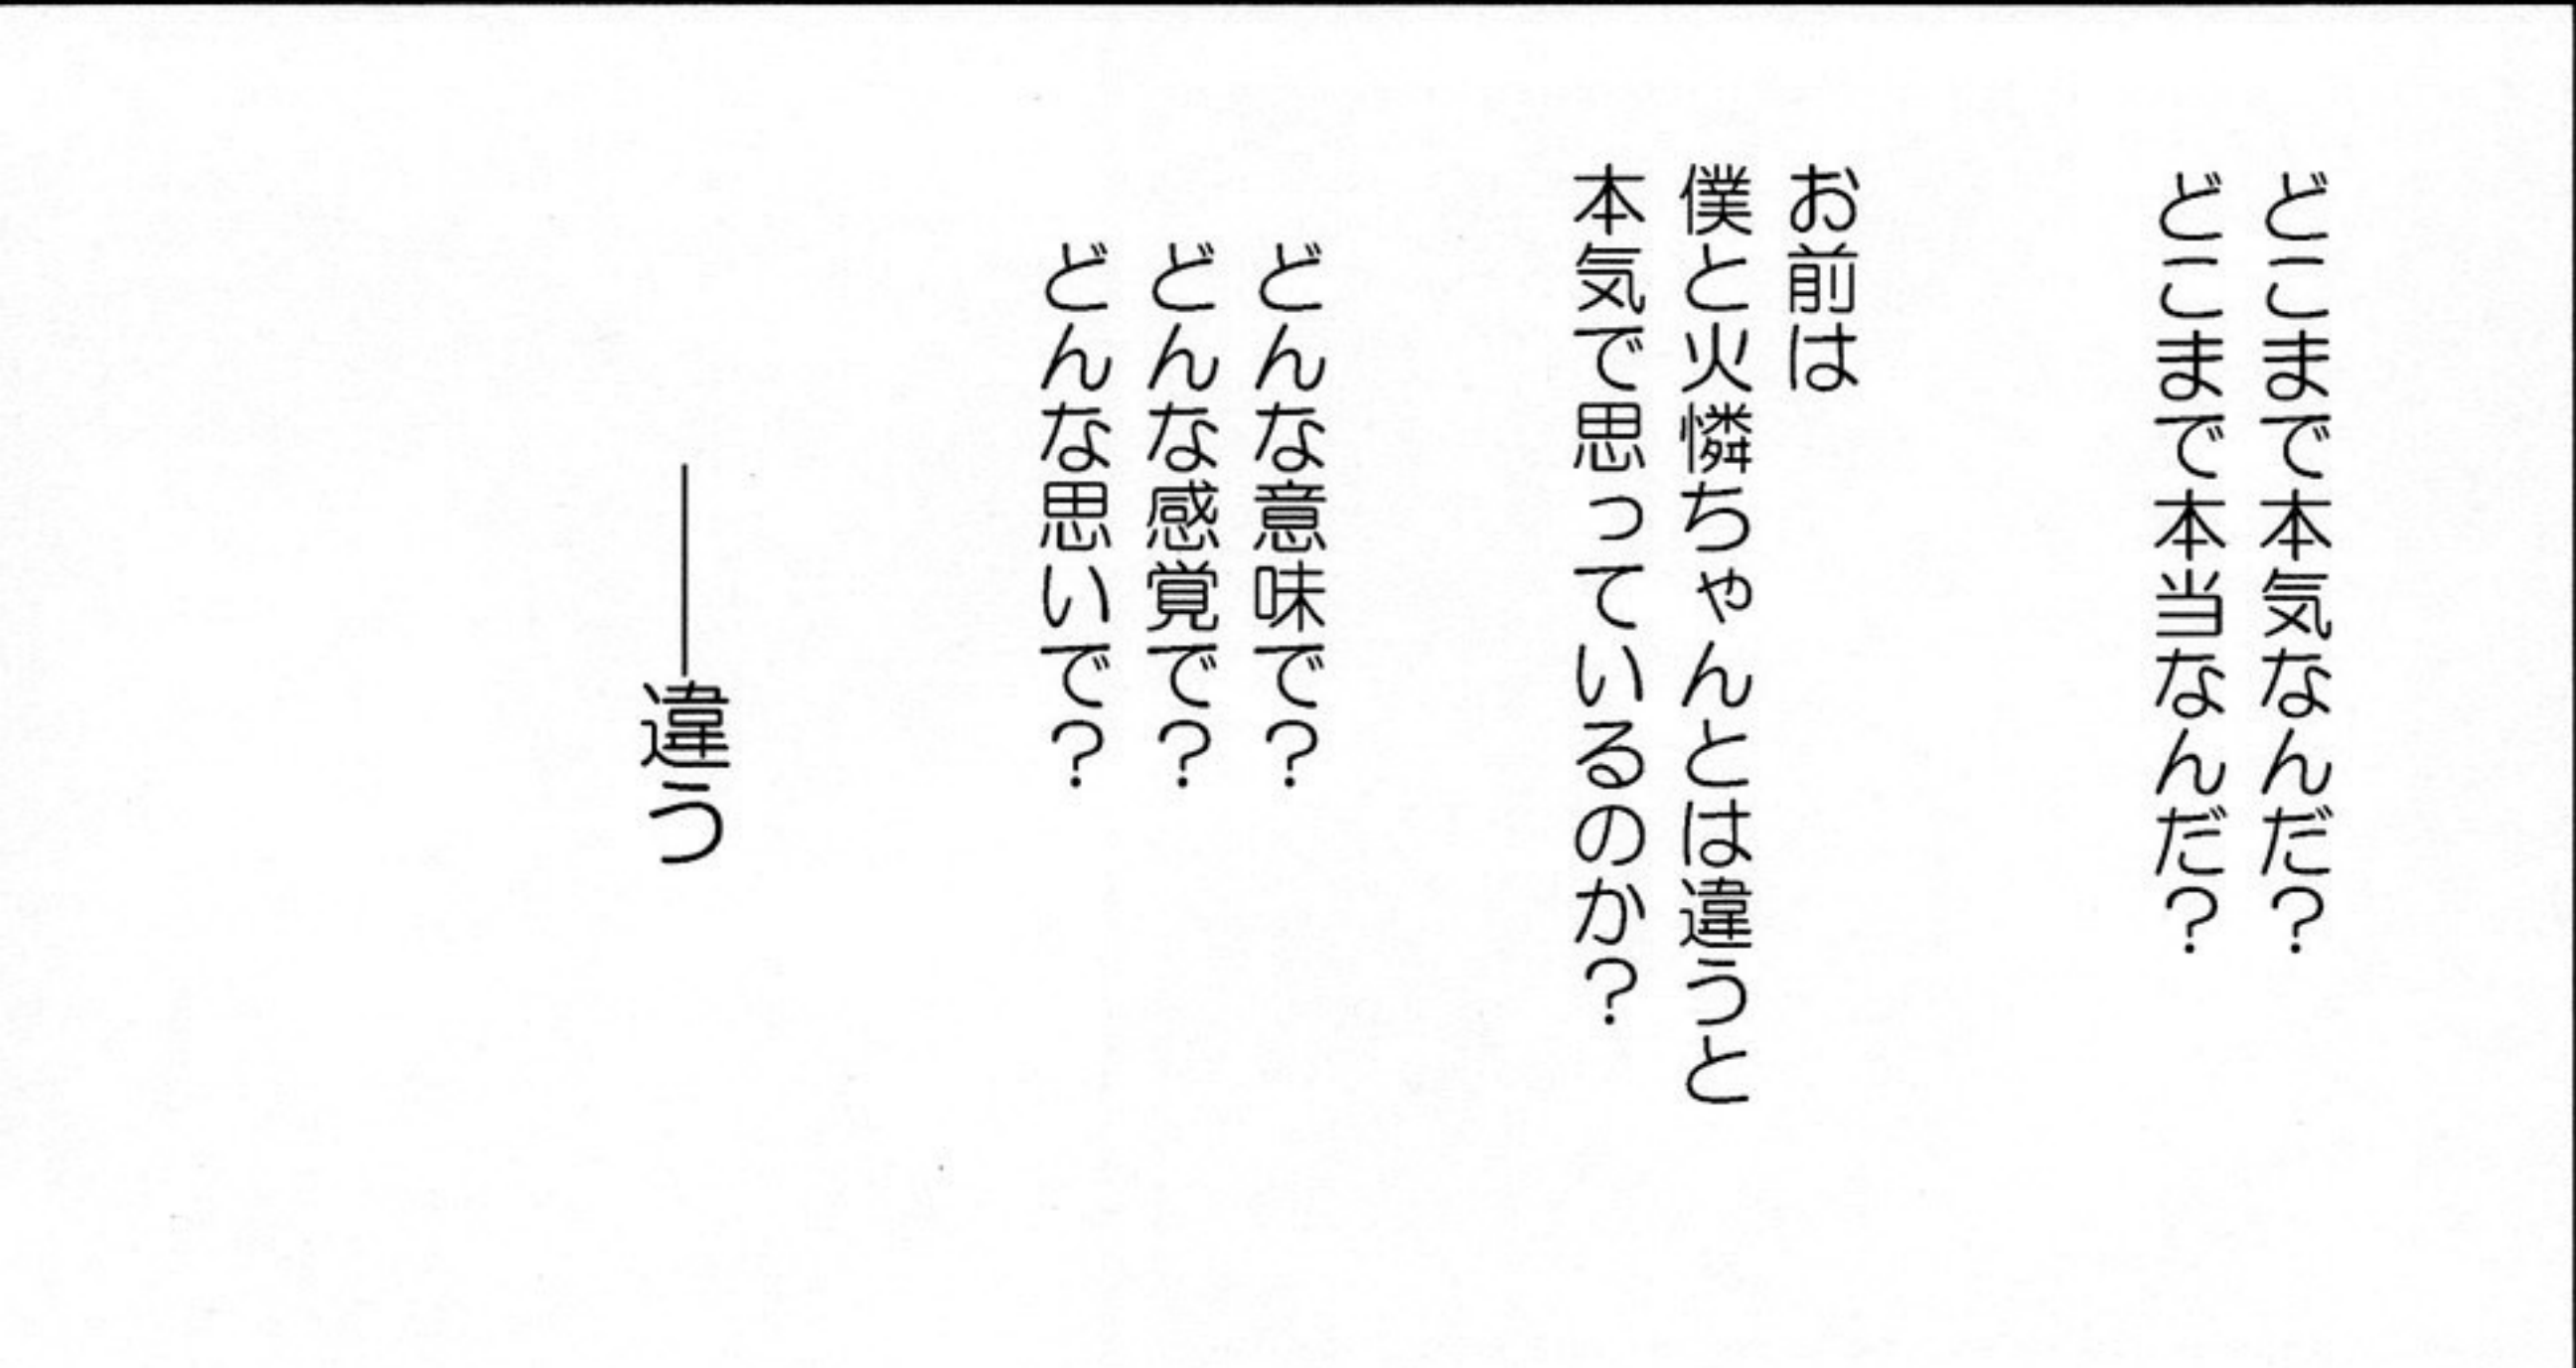 どこまで本気なんだ？
どこまで本当なんだ？
お前は
僕と火憐ちゃんとは違うと
本気で思っているのか？
どんな意味で？
どんな感覚で？
どんな思いで？
――違う